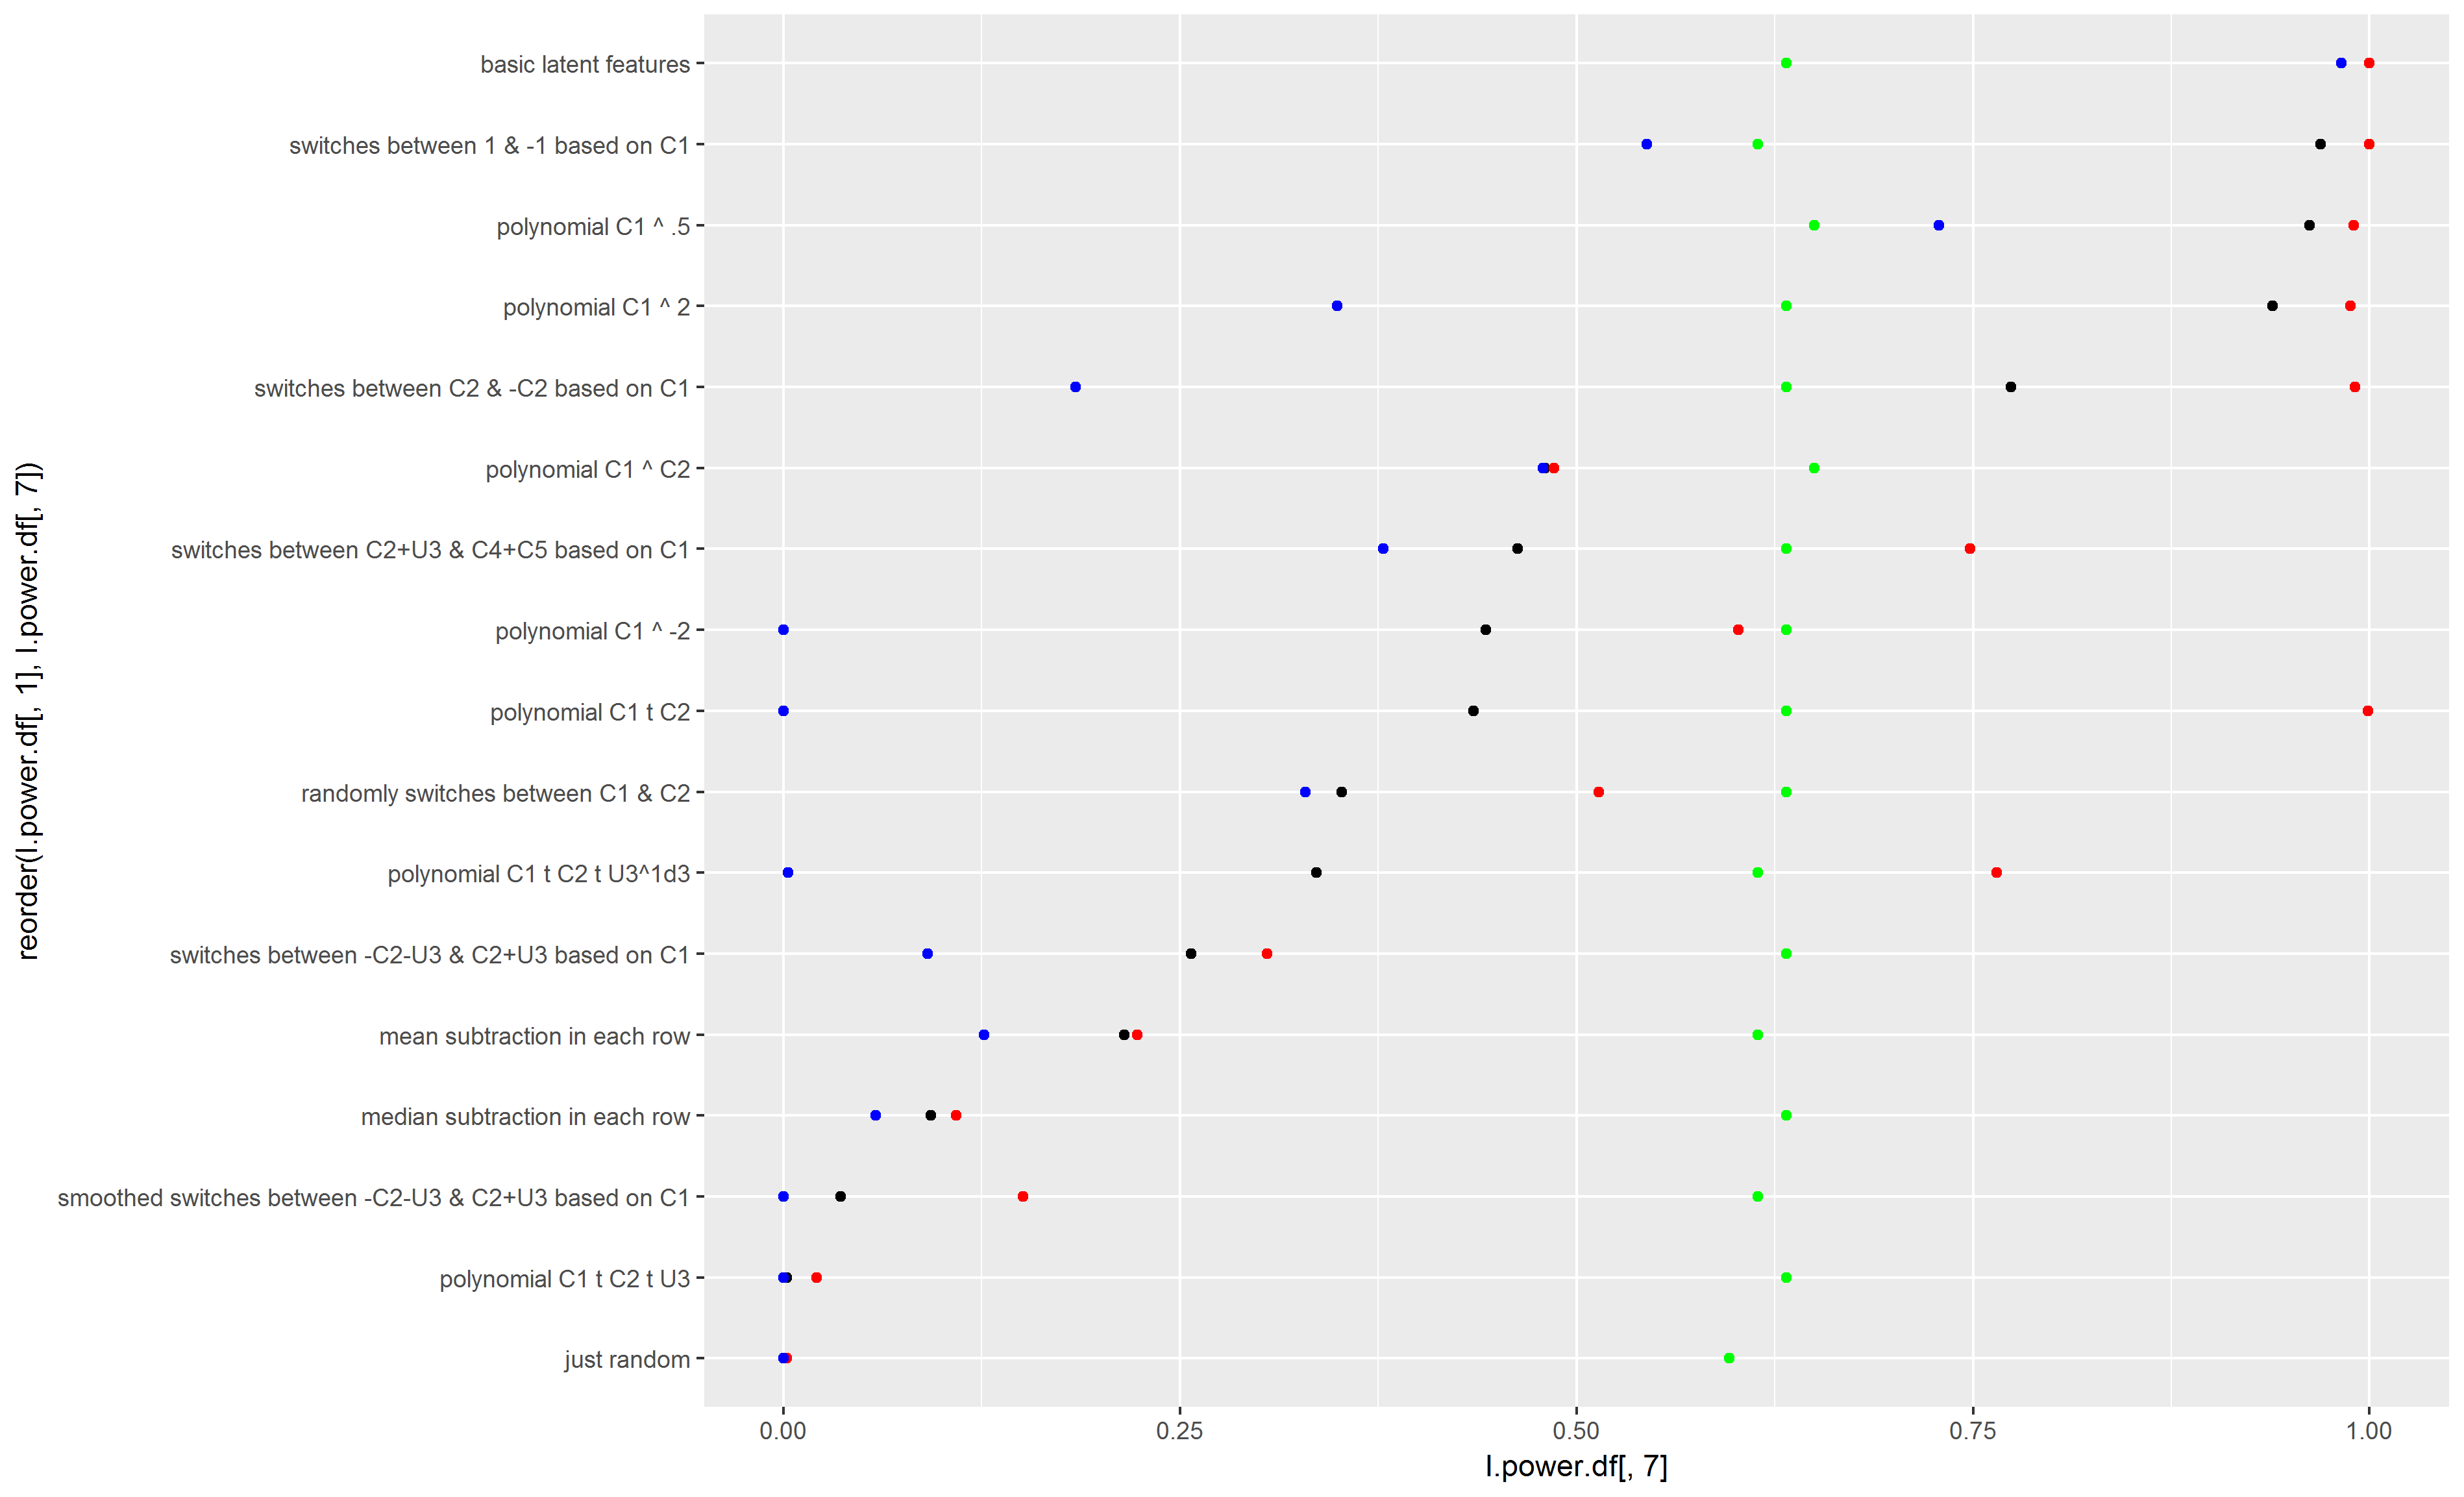 basic latent features
switches between 1 & -1 based on C1
polynomial C1 ^ .5
polynomial C1 ^ 2
switches between C2 & -C2 based on C1
polynomial C1 ^ C2
switches between C2+U3 & C4+C5 based on C1
polynomial C1 ^ -2
polynomial C1 t C2
randomly switches between C1 & C2
polynomial C1 t C2 t U3^1d3
switches between -C2-U3 & C2+U3 based on C1
mean subtraction in each row
median subtraction in each row
smoothed switches between -C2-U3 & C2+U3 based on C1
polynomial C1 t C2 t U3
just random
reorder(l.power.df[, 1], l.power.df[, 7])
0.00 0.25 0.50 0.75 1.00
l.power.df[, 7]